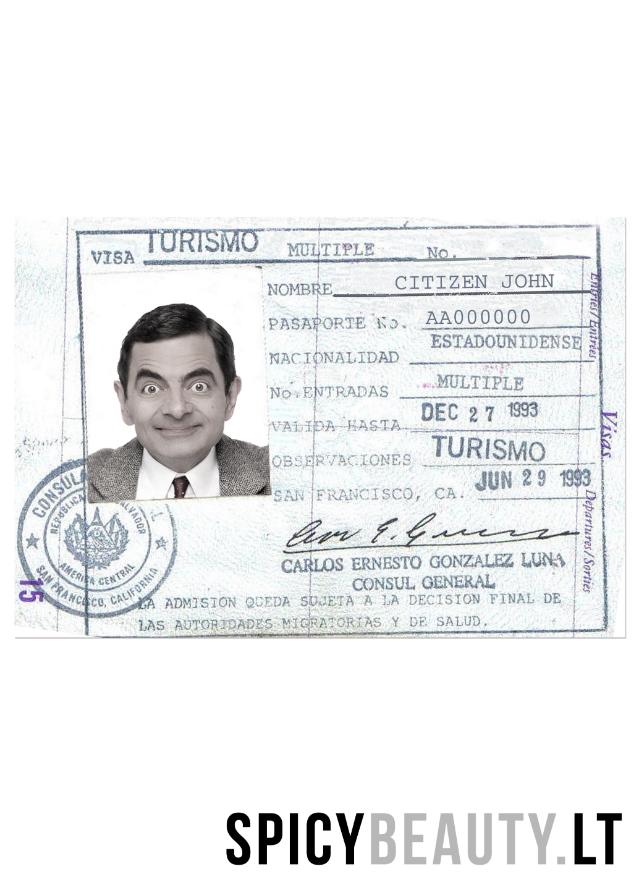 VISA TURISMO MULTIPLE No.
NOMBRE CITIZEN JOHN
PASAPORTE No. AA000000
NACIONALIDAD ESTADOUNIDENSE
No. ENTRADAS MULTIPLE
VALIDA HASTA DEC 27 1993
OBSERVACIONES TURISMO
SAN FRANCISCO, CA. JUN 29 1993
CARLOS ERNESTO GONZALEZ LUNA
CONSUL GENERAL
LA ADMISION QUEDA SUJETA A LA DECISION FINAL DE
LAS AUTORIDADES MIGRATORIAS Y DE SALUD.
CONSUL
SALVADOR
AMERICA CENTRAL
SAN FRANCISCO, CALIFORNIA
15
Entries/Entrées
Visas
Departures/Sorties
SPICYBEAUTY.LT